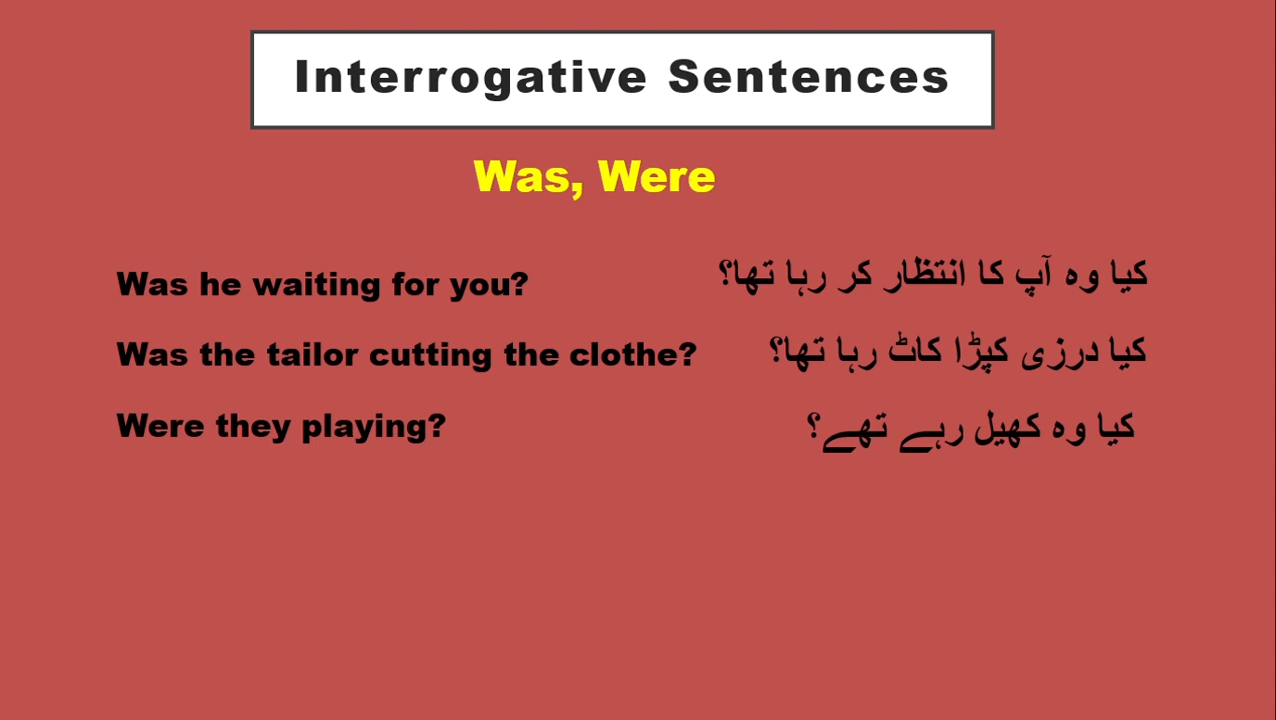 Interrogative Sentences
Was, Were
Was he waiting for you?
کیا وہ آپ کا انتظار کر رہا تھا؟
Was the tailor cutting the clothe?
کیا درزی کپڑا کاٹ رہا تھا؟
Were they playing?
کیا وہ کھیل رہے تھے؟